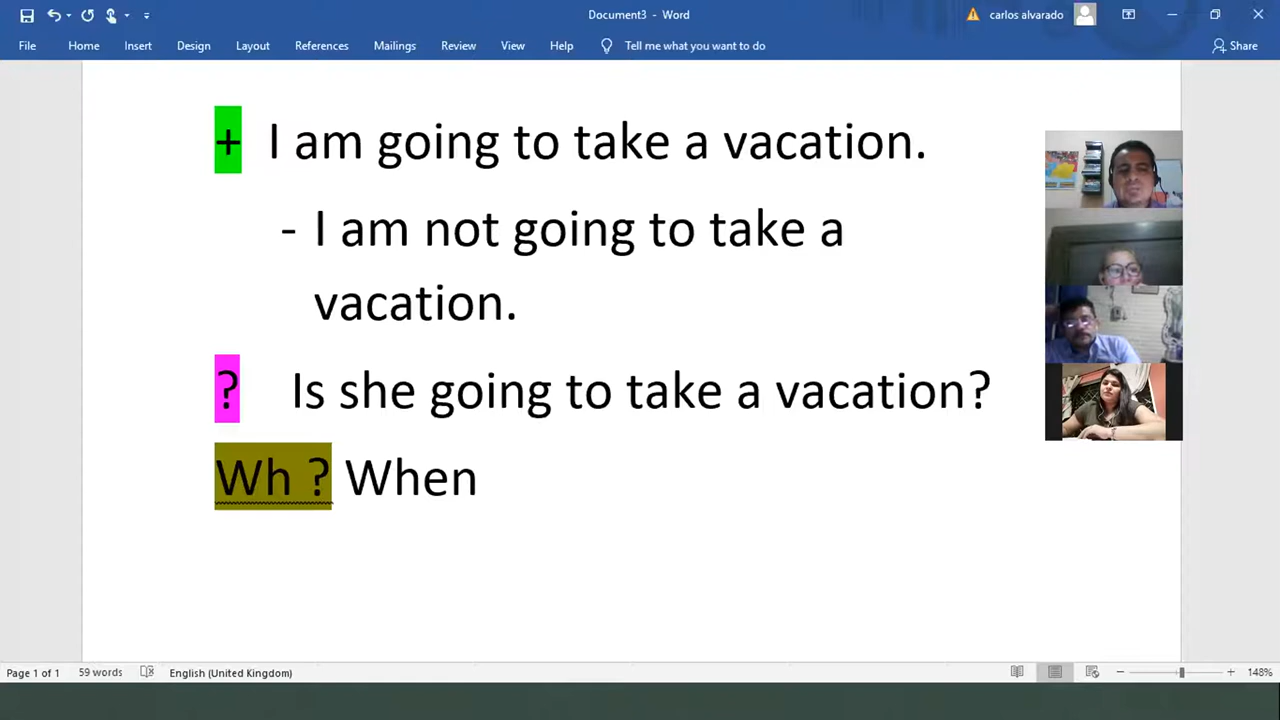 Document3 - Word
carlos alvarado
File Home Insert Design Layout References Mailings Review View Help Tell me what you want to do Share
+ I am going to take a vacation.
- I am not going to take a
vacation.
? Is she going to take a vacation?
Wh ? When
Page 1 of 1 59 words English (United Kingdom) 148%